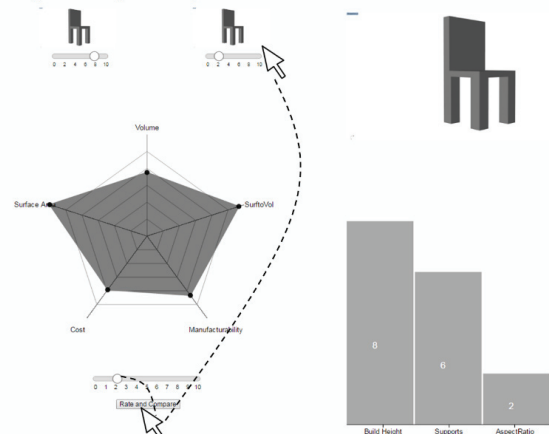 0 2 4 6 8 10
0 2 4 6 8 10
Volume
Surface Area
SurftoVol
Cost
Manufacturability
0 1 2 3 4 5 6 7 8 9 10
Rate and Compare
8
6
2
Build Height
Supports
AspectRatio